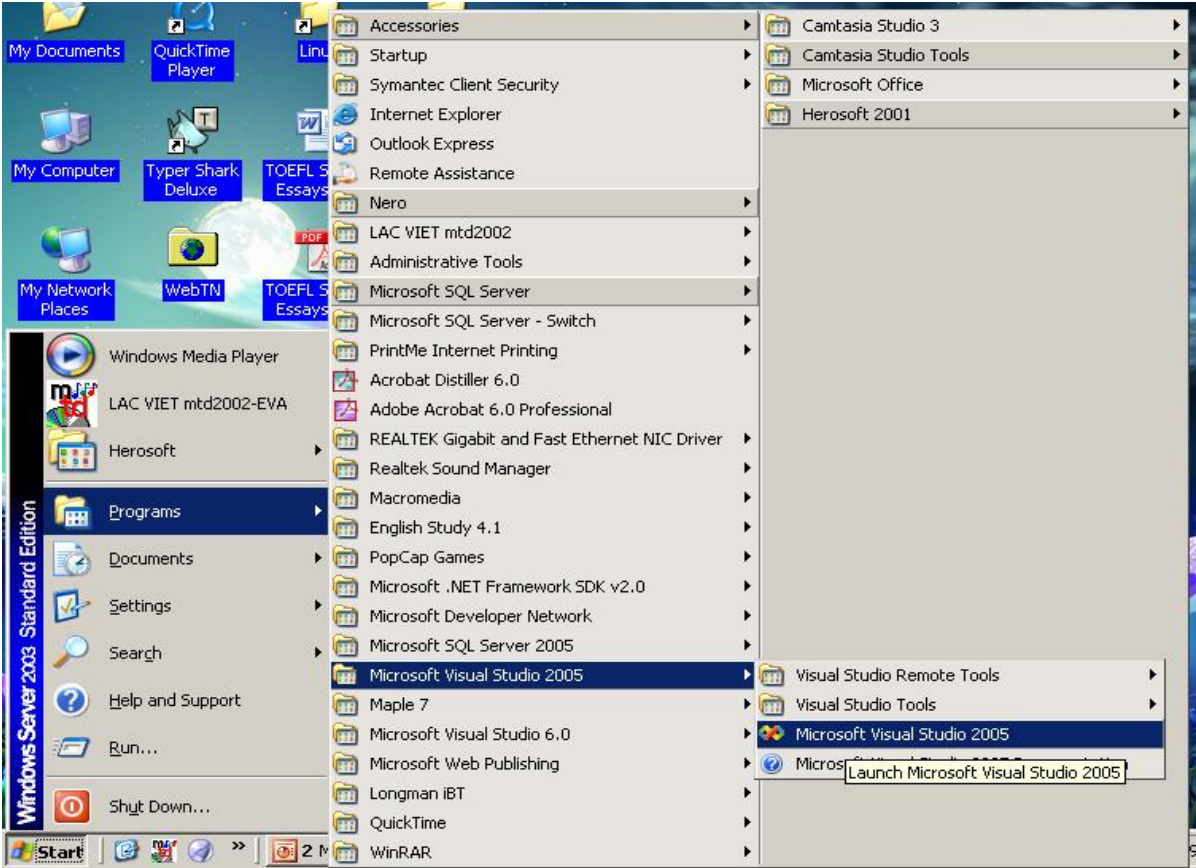 My Documents
QuickTime
Player
My Computer
Typer Shark
Deluxe
TOEFL
Essays
My Network
Places
WebTN
PDF
TOEFL
Essays
Windows Media Player
LAC VIET mtd2002-EVA
Herosoft
Programs
Documents
Settings
Search
Help and Support
Run...
Shut Down...
Windows Server 2003 Standard Edition
Start
»
2
Accessories
Startup
Symantec Client Security
Internet Explorer
Outlook Express
Remote Assistance
Nero
LAC VIET mtd2002
Administrative Tools
Microsoft SQL Server
Microsoft SQL Server - Switch
PrintMe Internet Printing
Acrobat Distiller 6.0
Adobe Acrobat 6.0 Professional
REALTEK Gigabit and Fast Ethernet NIC Driver
Realtek Sound Manager
Macromedia
English Study 4.1
PopCap Games
Microsoft .NET Framework SDK v2.0
Microsoft Developer Network
Microsoft SQL Server 2005
Microsoft Visual Studio 2005
Maple 7
Microsoft Visual Studio 6.0
Microsoft Web Publishing
Longman iBT
QuickTime
WinRAR
Camtasia Studio 3
Camtasia Studio Tools
Microsoft Office
Herosoft 2001
Visual Studio Remote Tools
Visual Studio Tools
Microsoft Visual Studio 2005
Launch Microsoft Visual Studio 2005